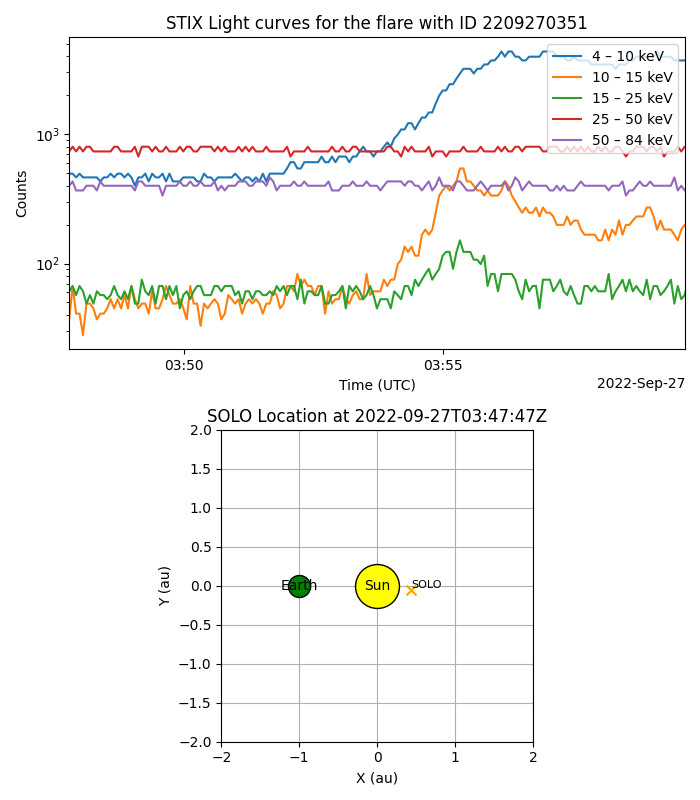 STIX Light curves for the flare with ID 2209270351
4 – 10 keV
10 – 15 keV
15 – 25 keV
25 – 50 keV
50 – 84 keV
Counts
10³
10²
03:50
03:55
Time (UTC)
2022-Sep-27
SOLO Location at 2022-09-27T03:47:47Z
2.0
1.5
1.0
0.5
0.0
−0.5
−1.0
−1.5
−2.0
Y (au)
Earth
Sun
SOLO
−2
−1
0
1
2
X (au)